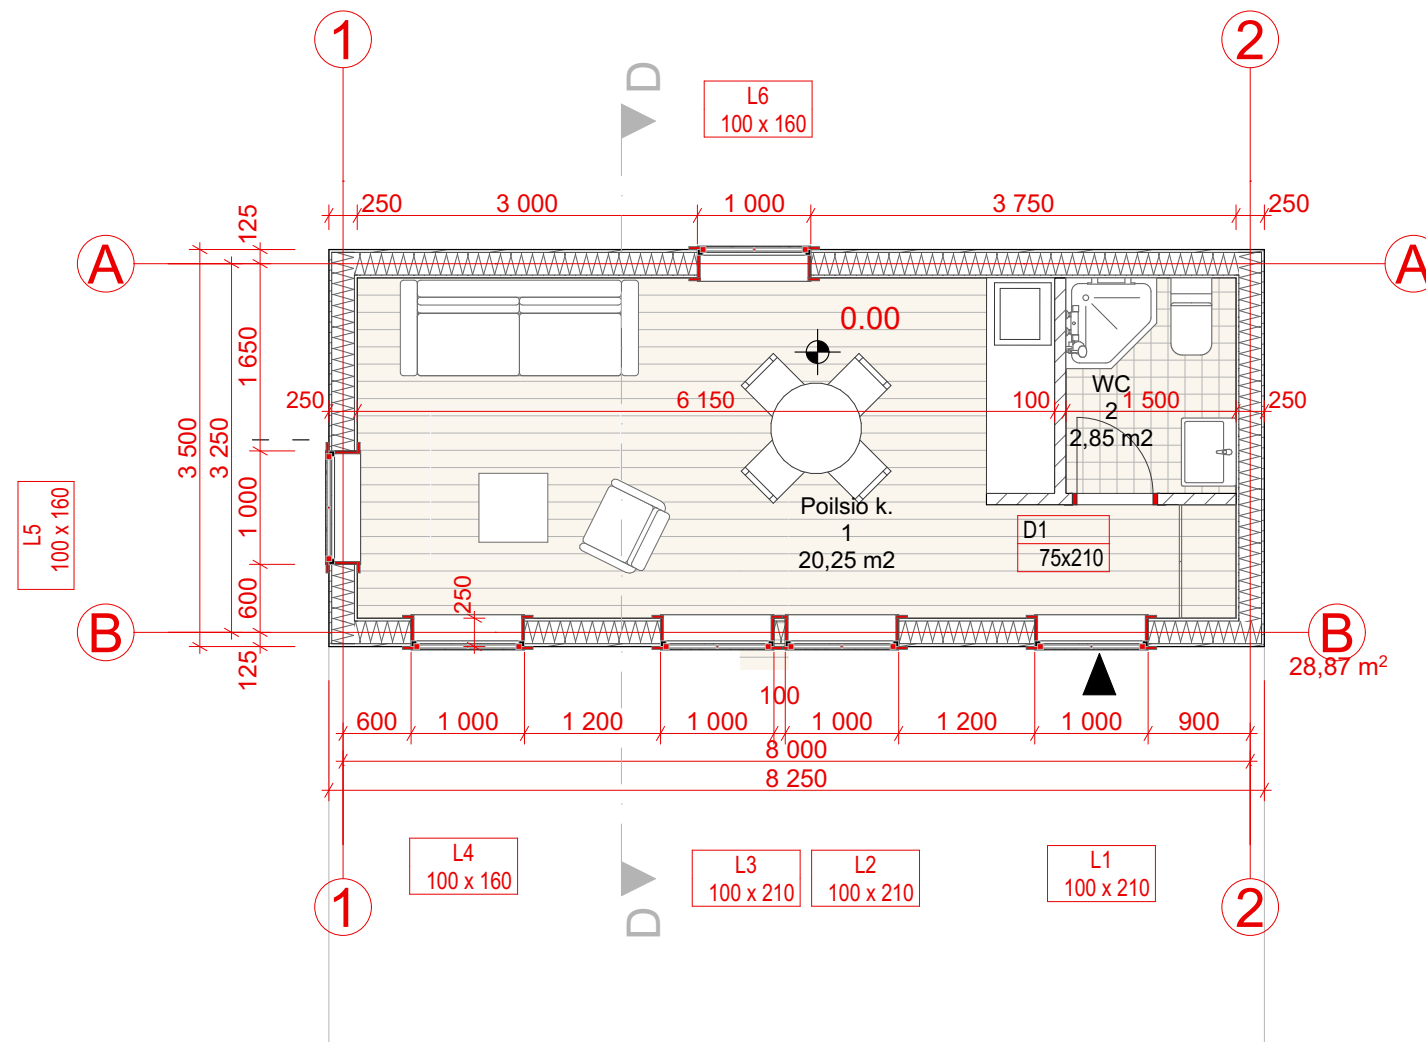 1
2
D
L6
100 x 160
250
3 000
1 000
3 750
250
125
A
A
0.00
1 650
3 500
3 250
250
6 150
100
1 500
250
WC
2
2,85 m2
L5
100 x 160
1 000
Poilsio k.
1
20,25 m2
D1
75x210
600
250
B
B
125
28,87 m²
100
600
1 000
1 200
1 000
1 000
1 200
1 000
900
8 000
8 250
L4
100 x 160
L3
100 x 210
L2
100 x 210
L1
100 x 210
1
D
2